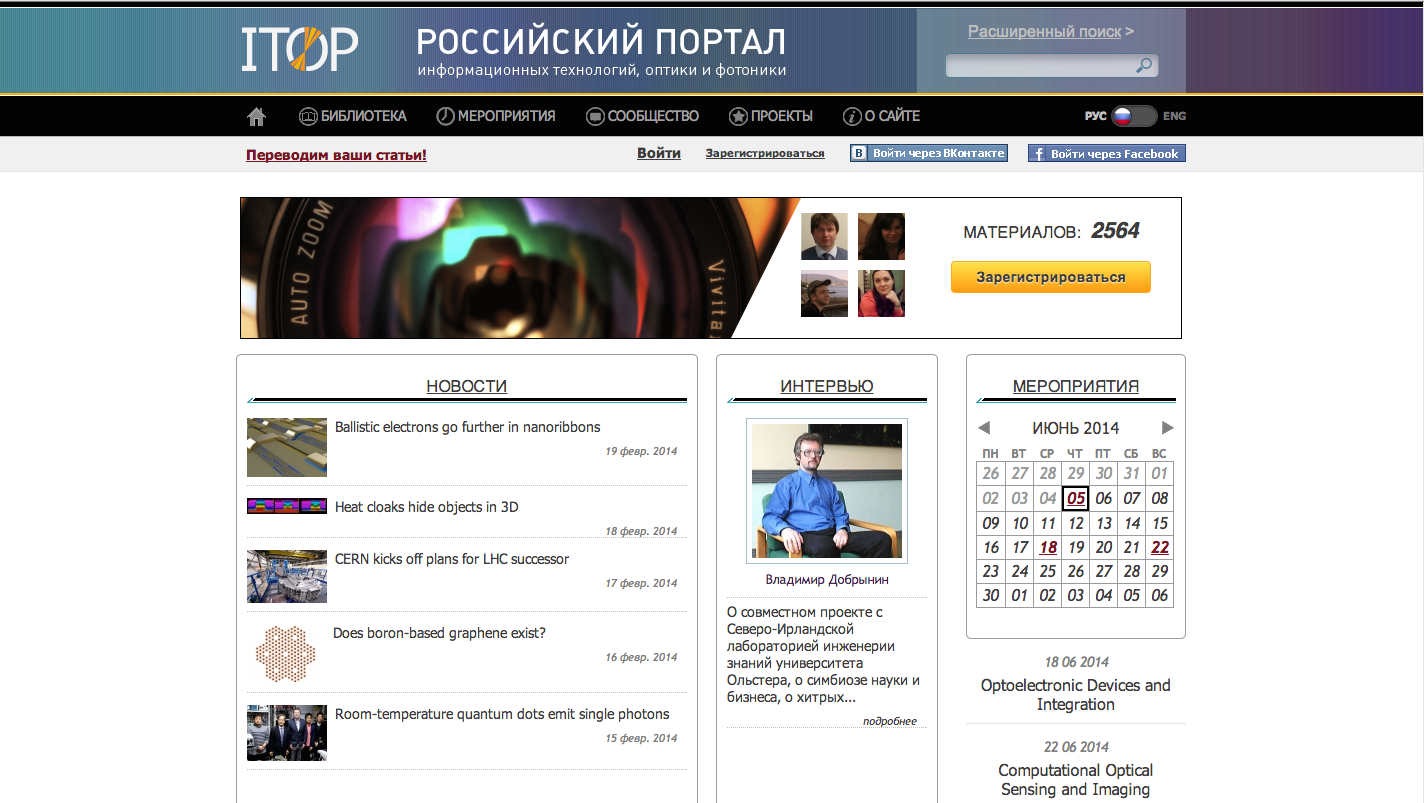 ITOP
РОССИЙСКИЙ ПОРТАЛ
информационных технологий, оптики и фотоники
Расширенный поиск >
БИБЛИОТЕКА МЕРОПРИЯТИЯ СООБЩЕСТВО ПРОЕКТЫ О САЙТЕ РУС ENG
Переводим ваши статьи! Войти Зарегистрироваться В Войти через ВКонтакте f Войти через Facebook
AUTO ZOOM
Vivitar
МАТЕРИАЛОВ: 2564
Зарегистрироваться
НОВОСТИ
Ballistic electrons go further in nanoribbons
19 февр. 2014
Heat cloaks hide objects in 3D
18 февр. 2014
CERN kicks off plans for LHC successor
17 февр. 2014
Does boron-based graphene exist?
16 февр. 2014
Room-temperature quantum dots emit single photons
15 февр. 2014
ИНТЕРВЬЮ
Владимир Добрынин
О совместном проекте с
Северо-Ирландской
лабораторией инженерии
знаний университета
Ольстера, о симбиозе науки и
бизнеса, о хитрых...
подробнее
МЕРОПРИЯТИЯ
ИЮНЬ 2014
ПН ВТ СР ЧТ ПТ СБ ВС
26 27 28 29 30 31 01
02 03 04 05 06 07 08
09 10 11 12 13 14 15
16 17 18 19 20 21 22
23 24 25 26 27 28 29
30 01 02 03 04 05 06
18 06 2014
Optoelectronic Devices and
Integration
22 06 2014
Computational Optical
Sensing and Imaging